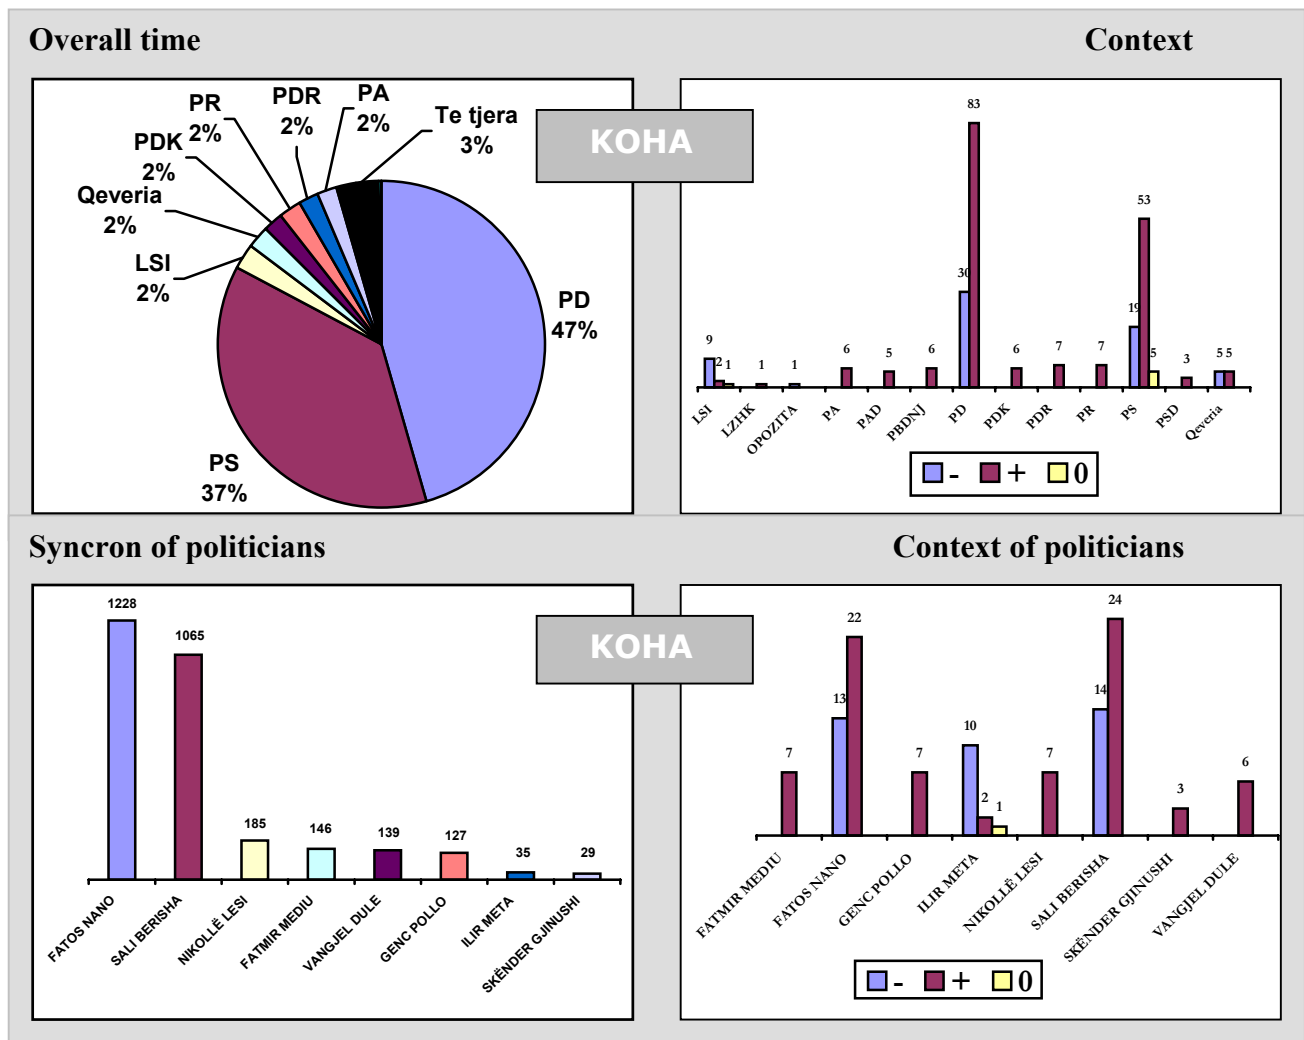 Overall time
Context
KOHA
PR
2%
PDR
2%
PA
2%
Te tjera
3%
PDK
2%
Qeveria
2%
LSI
2%
PD
47%
PS
37%
9
2
1
1
1
6
5
6
30
83
6
7
7
19
53
5
3
5
5
LSI
LZHK
OPOZITA
PA
PAD
PBDNJ
PD
PDK
PDR
PR
PS
PSD
Qeveria
- + 0
Syncron of politicians
Context of politicians
KOHA
1228
1065
185
146
139
127
35
29
FATOS NANO
SALI BERISHA
NIKOLLË LESI
FATMIR MEDIU
VANGJEL DULE
GENC POLLO
ILIR META
SKËNDER GJINUSHI
7
13
22
7
10
2
1
7
14
24
3
6
FATMIR MEDIU
FATOS NANO
GENC POLLO
ILIR META
NIKOLLË LESI
SALI BERISHA
SKËNDER GJINUSHI
VANGJEL DULE
- + 0